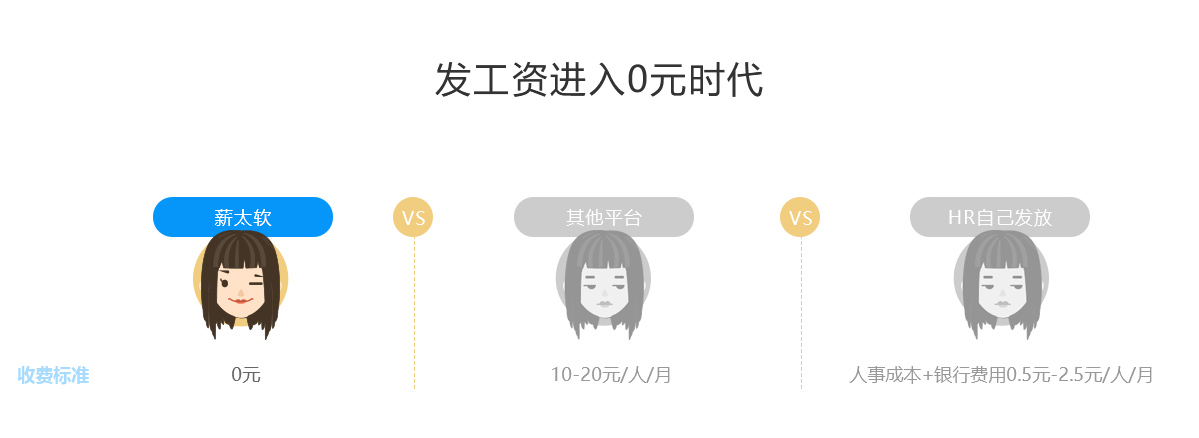 发工资进入0元时代
薪太软
VS
其他平台
VS
HR自己发放
收费标准
0元
10-20元/人/月
人事成本+银行费用0.5元-2.5元/人/月